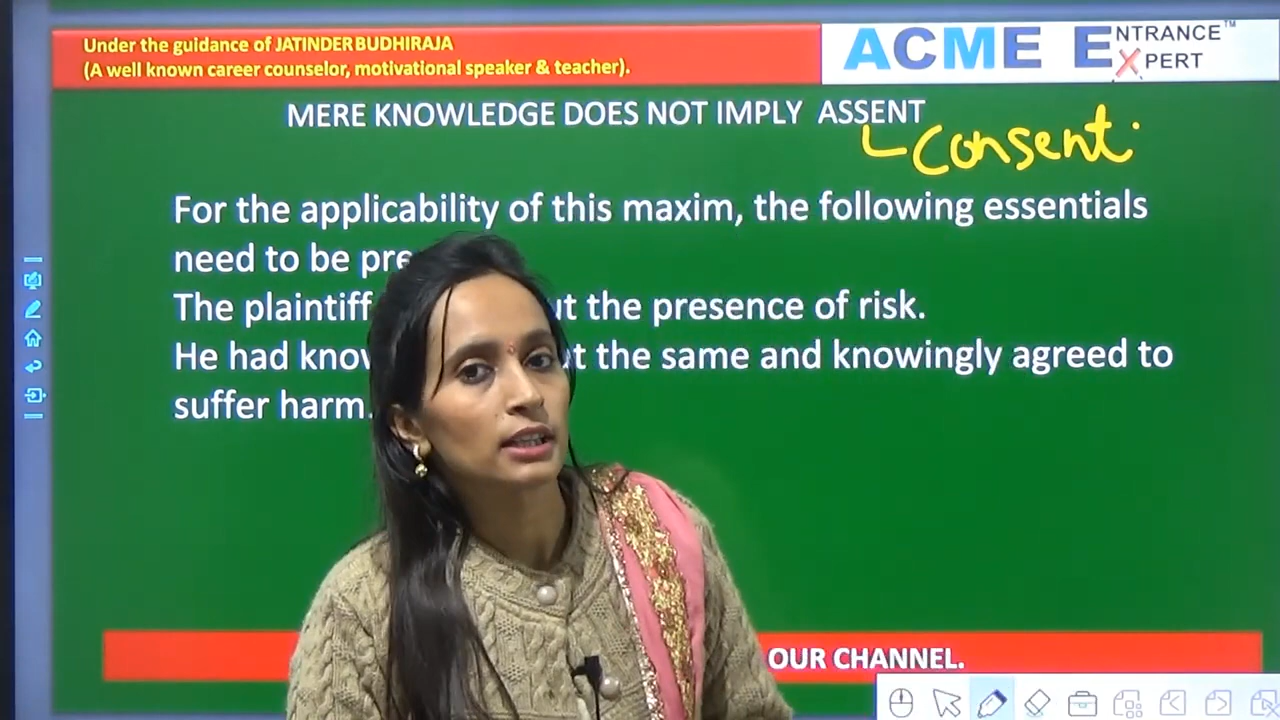 Under the guidance of JATINDER BUDHIRAJA
(A well known career counselor, motivational speaker & teacher).
ACME ENTRANCE EXPERT™
MERE KNOWLEDGE DOES NOT IMPLY ASSENT
consent
For the applicability of this maxim, the following essentials
need to be
The plaintiff the presence of risk.
He had the same and knowingly agreed to
suffer harm.
OUR CHANNEL.